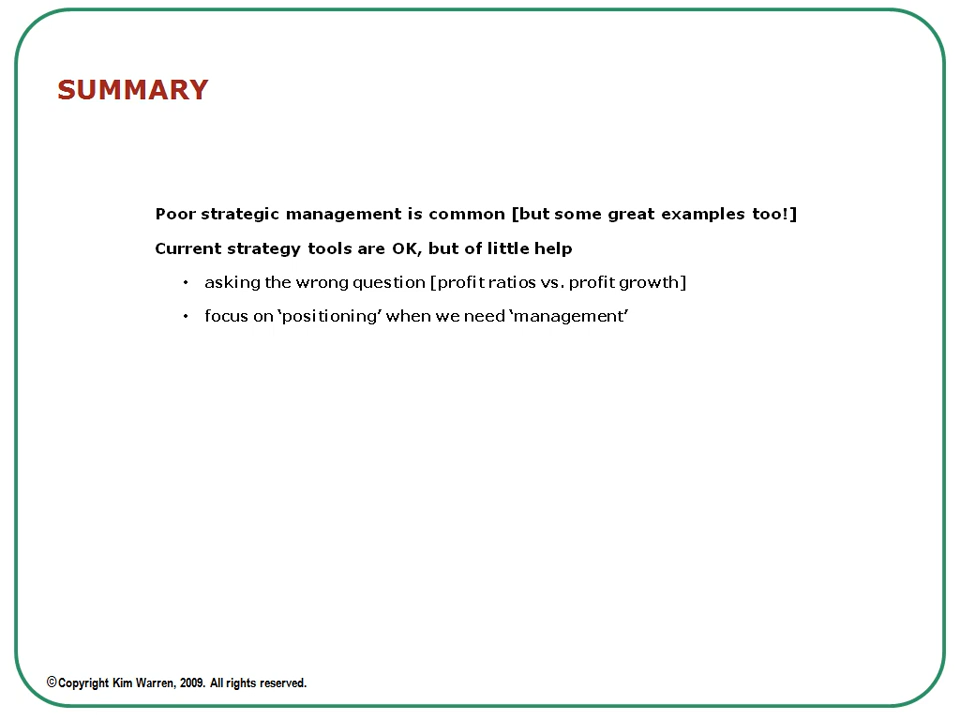 SUMMARY
Poor strategic management is common [but some great examples too!]
Current strategy tools are OK, but of little help
• asking the wrong question [profit ratios vs. profit growth]
• focus on ‘positioning’ when we need ‘management’
©Copyright Kim Warren, 2009. All rights reserved.